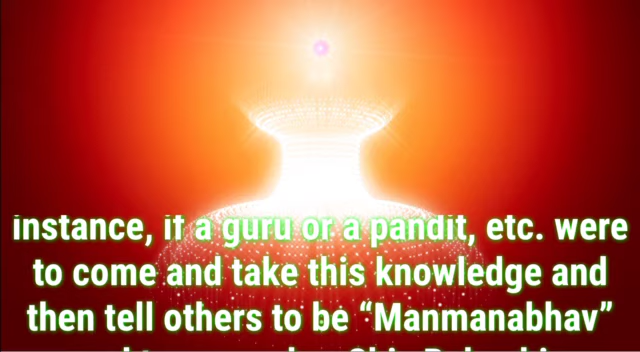 instance, if a guru or a pandit, etc. were
to come and take this knowledge and
then tell others to be “Manmanabhav”